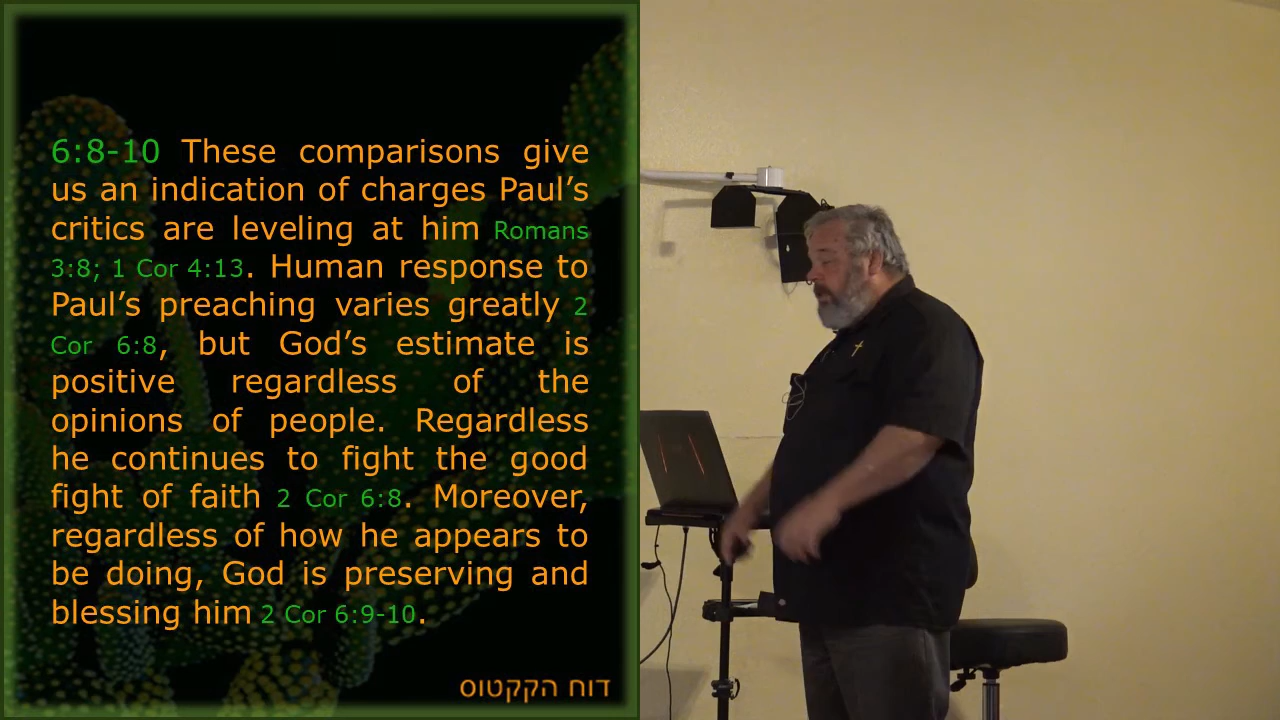 6:8-10 These comparisons give
us an indication of charges Paul’s
critics are leveling at him Romans
3:8; 1 Cor 4:13. Human response to
Paul’s preaching varies greatly 2
Cor 6:8, but God’s estimate is
positive regardless of the
opinions of people. Regardless
he continues to fight the good
fight of faith 2 Cor 6:8. Moreover,
regardless of how he appears to
be doing, God is preserving and
blessing him 2 Cor 6:9-10.
דוח הקקטוס